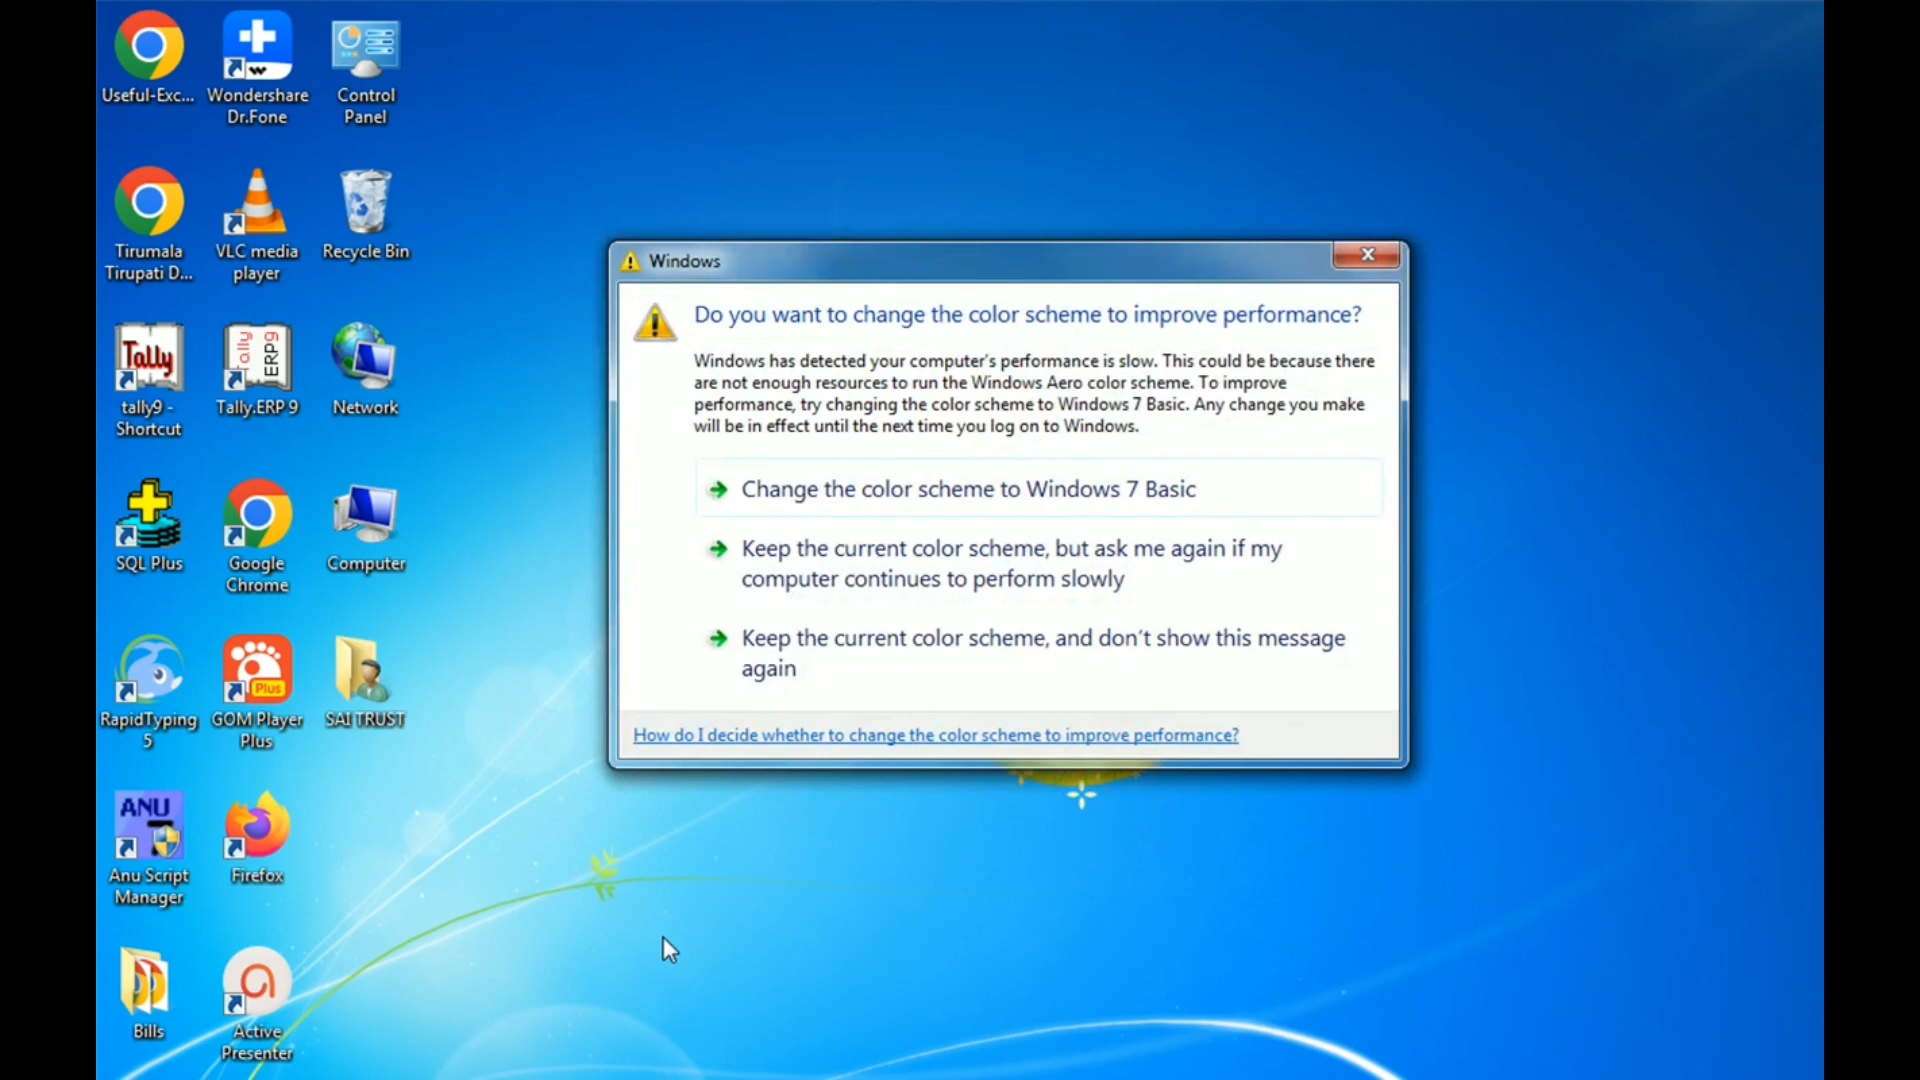 Useful-Exc...
Wondershare
Dr.Fone
Control
Panel
Tirumala
Tirupati D...
VLC media
player
Recycle Bin
Tally
tally9 -
Shortcut
Tally
ERP9
Tally.ERP 9
Network
SQL Plus
Google
Chrome
Computer
RapidTyping
5
Plus
GOM Player
Plus
SAI TRUST
ANU
Anu Script
Manager
Firefox
Bills
Active
Presenter
Windows
Do you want to change the color scheme to improve performance?
Windows has detected your computer's performance is slow. This could be because there
are not enough resources to run the Windows Aero color scheme. To improve
performance, try changing the color scheme to Windows 7 Basic. Any change you make
will be in effect until the next time you log on to Windows.
Change the color scheme to Windows 7 Basic
Keep the current color scheme, but ask me again if my
computer continues to perform slowly
Keep the current color scheme, and don't show this message
again
How do I decide whether to change the color scheme to improve performance?